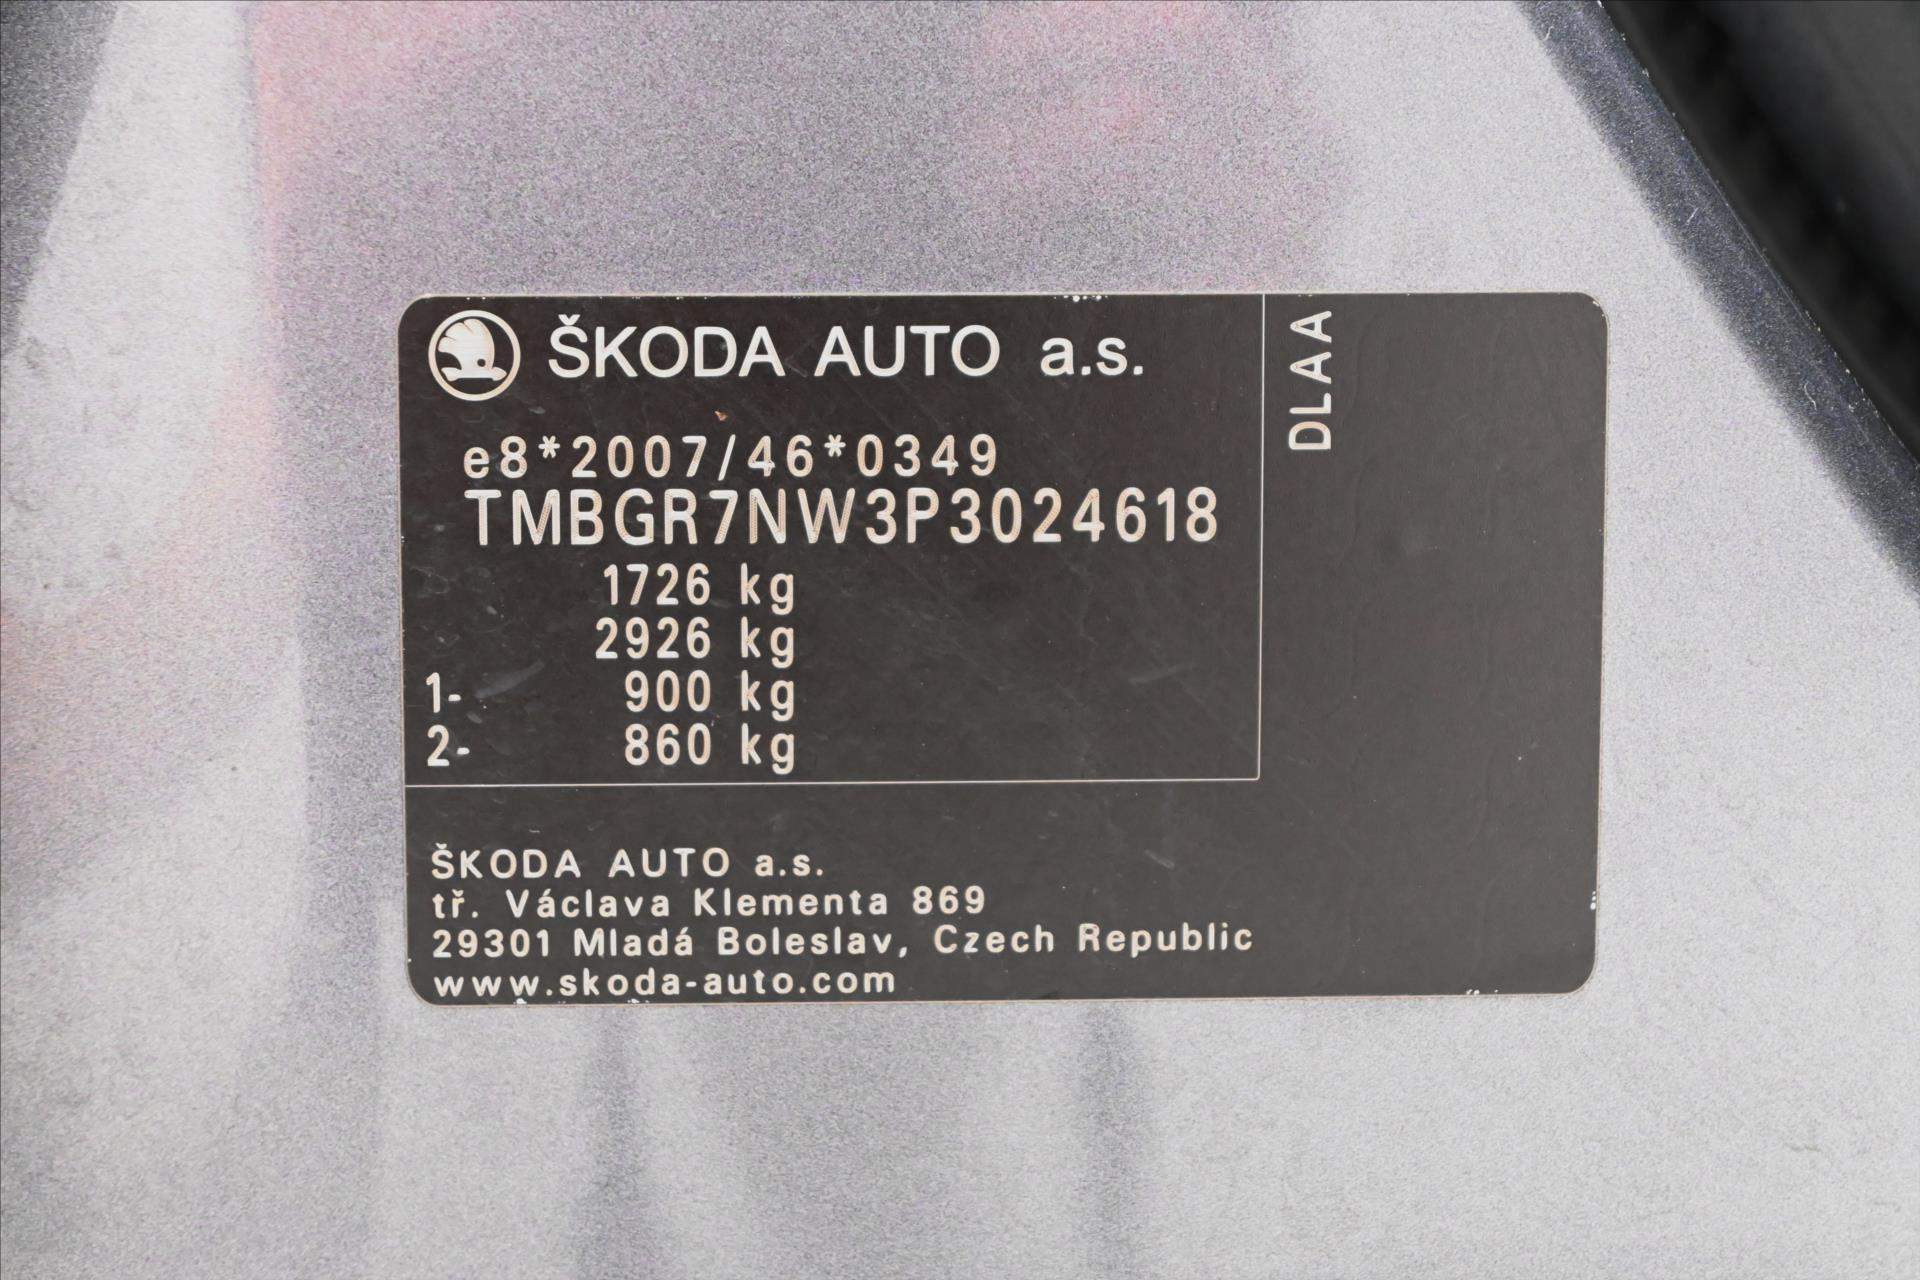 ŠKODA AUTO a.s.
DLAA
e8*2007/46*0349
TMBGR7NW3P3024618
1726 kg
2926 kg
1- 900 kg
2- 860 kg
ŠKODA AUTO a.s.
tř. Václava Klementa 869
29301 Mladá Boleslav, Czech Republic
www.skoda-auto.com